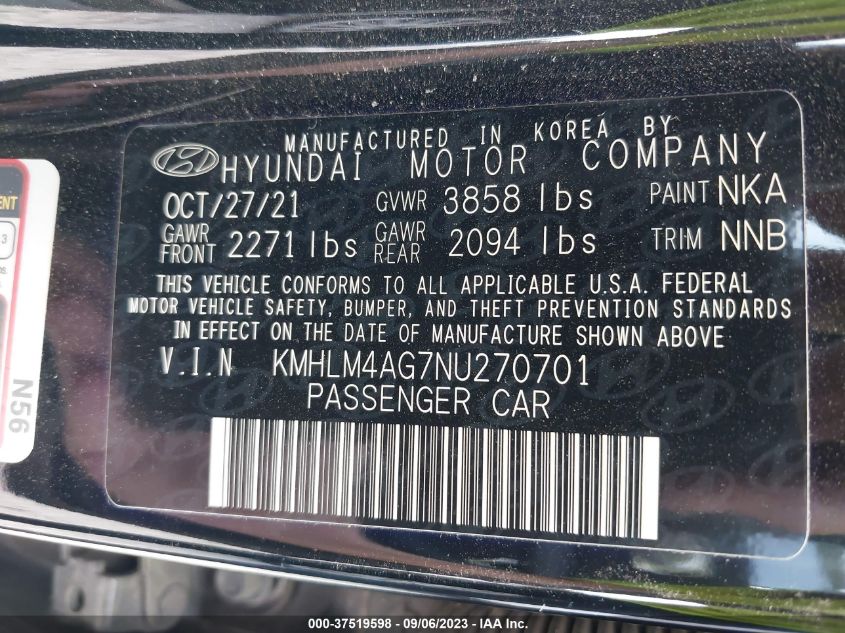 MANUFACTURED IN KOREA BY
HYUNDAI MOTOR COMPANY
OCT/27/21 GVWR 3858 lbs PAINT NKA
GAWR FRONT 2271 lbs GAWR REAR 2094 lbs TRIM NNB
THIS VEHICLE CONFORMS TO ALL APPLICABLE U.S.A. FEDERAL
MOTOR VEHICLE SAFETY, BUMPER, AND THEFT PREVENTION STANDARDS
IN EFFECT ON THE DATE OF MANUFACTURE SHOWN ABOVE.
V.I.N KMHLM4AG7NU270701
PASSENGER CAR
3
N56
000-37519598 - 09/06/2023 - IAA Inc.